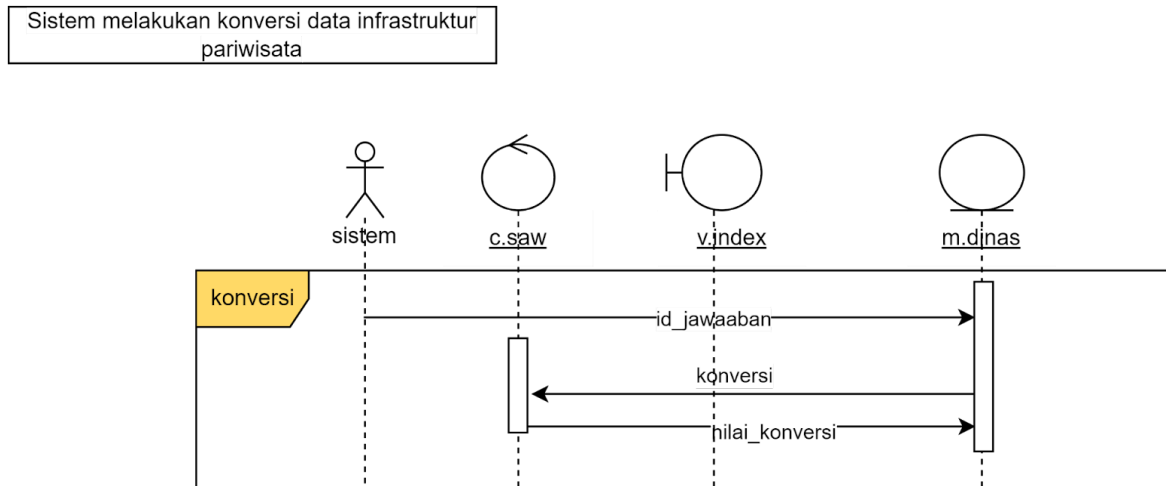 Sistem melakukan konversi data infrastruktur
pariwisata
sistem
c.saw
v.index
m.dinas
konversi
id_jawaaban
konversi
nilai_konversi